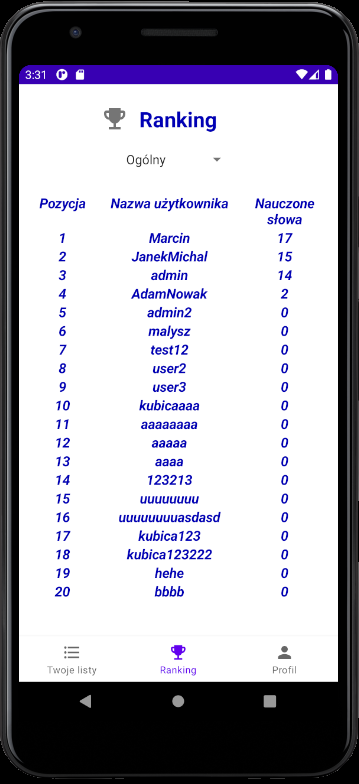 3:31
Ranking
Ogólny
Pozycja Nazwa użytkownika Nauczone słowa
1 Marcin 17
2 JanekMichal 15
3 admin 14
4 AdamNowak 2
5 admin2 0
6 malysz 0
7 test12 0
8 user2 0
9 user3 0
10 kubicaaaa 0
11 aaaaaaaa 0
12 aaaaa 0
13 aaaa 0
14 123213 0
15 uuuuuuu 0
16 uuuuuuuuasdasd 0
17 kubica123 0
18 kubica123222 0
19 hehe 0
20 bbbb 0
Twoje listy Ranking Profil